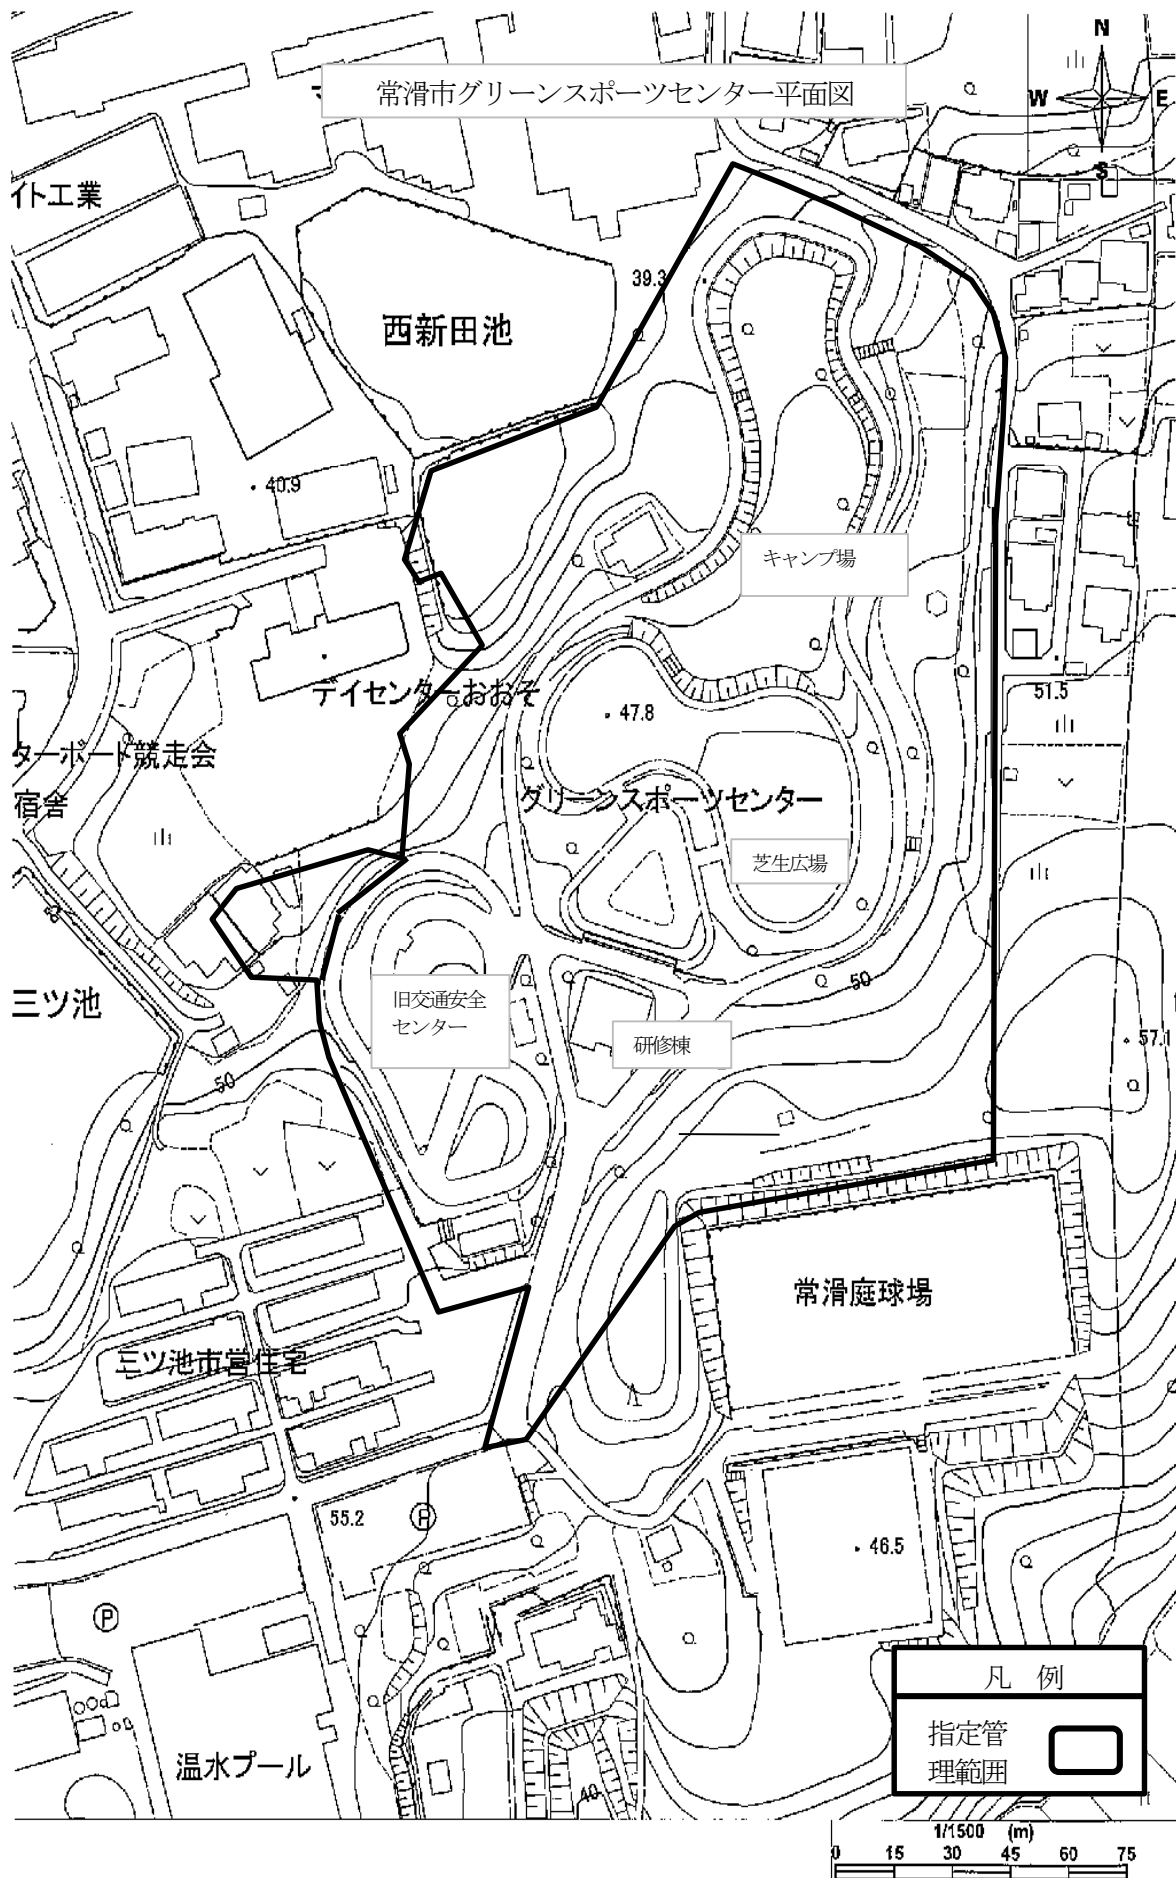 N
常滑市グリーンスポーツセンター平面図
W
E
S
イト工業
39.3
西新田池
40.9
キャンプ場
デイセンターおおそ
51.5
47.8
ターボート競走会
宿舎
グリーンスポーツセンター
芝生広場
50
旧交通安全
センター
三ツ池
研修棟
57.1
50
常滑庭球場
三ツ池市営住宅
55.2
P
46.5
P
凡 例
指定管
理範囲
温水プール
40
1/1500 (m)
0 15 30 45 60 75